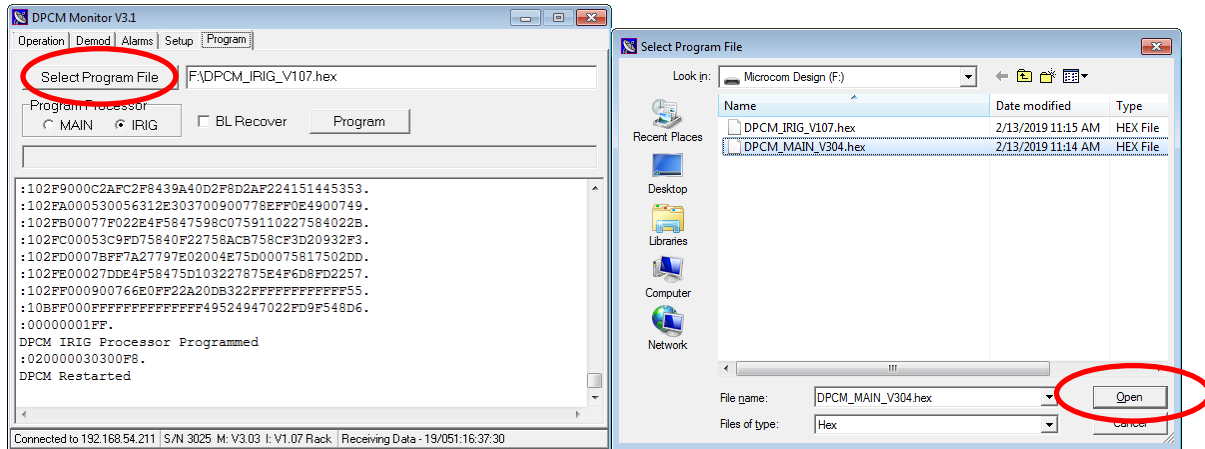 DPCM Monitor V3.1
Operation Demod Alarms Setup Program
Select Program File F:\DPCM_IRIG_V107.hex
Program Processor
MAIN IRIG BL Recover Program
:102F9000C2AFC2F8439A40D2F8D2AF224151445353.
:102FA000530056312E303700900778EFF0E4900749.
:102FB00077F022E4F5847598C0759110227584022B.
:102FC00053C9FD75840F22758ACB758CF3D20932F3.
:102FD0007BFF7A27797E02004E75D00075817502DD.
:102FE00027DDE4F58475D103227875E4F6D8FD2257.
:102FF000900766E0FF22A20DB322FFFFFFFFFFFF55.
:10BFF000FFFFFFFFFFFFFF49524947022FD9F548D6.
:00000001FF.
DPCM IRIG Processor Programmed
:020000030300F8.
DPCM Restarted
Connected to 192.168.54.211 S/N 3025 M: V3.03 I: V1.07 Rack Receiving Data - 19/051:16:37:30
Select Program File
Look in: Microcom Design (F:)
Name Date modified Type
DPCM_IRIG_V107.hex 2/13/2019 11:15 AM HEX File
DPCM_MAIN_V304.hex 2/13/2019 11:14 AM HEX File
Recent Places
Desktop
Libraries
Computer
Network
File name: DPCM_MAIN_V304.hex Open
Files of type: Hex Cancel